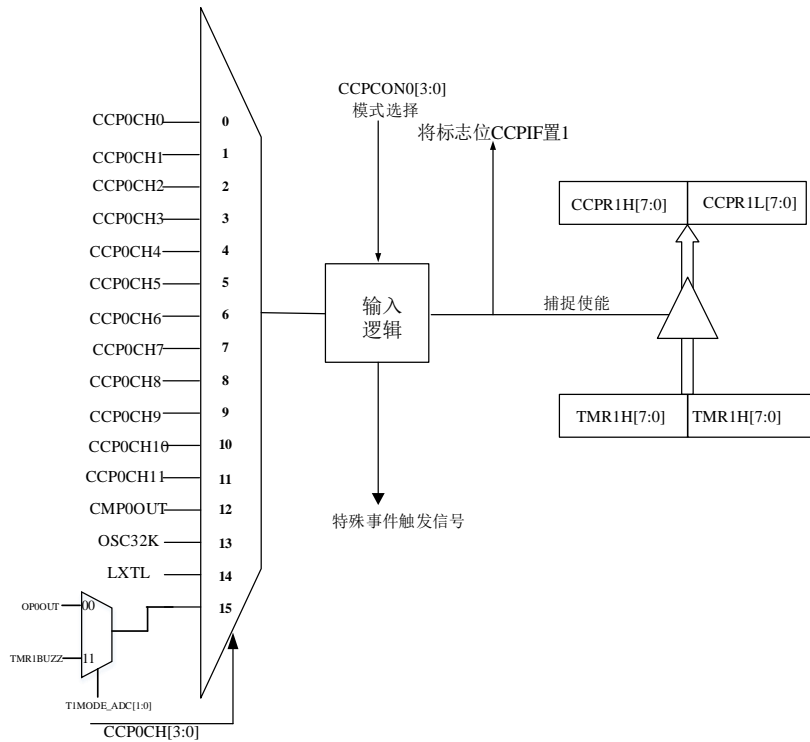 CCPCON0[3:0]
模式选择
将标志位CCPIF置1
CCP0CH0
0
CCP0CH1
1
CCP0CH2
2
CCP0CH3
3
CCP0CH4
4
CCP0CH5
5
CCP0CH6
6
CCP0CH7
7
CCP0CH8
8
CCP0CH9
9
CCP0CH10
10
CCP0CH11
11
CMP0OUT
12
OSC32K
13
LXTL
14
15
OP0OUT
00
TMR1BUZZ
11
T1MODE_ADC[1:0]
CCP0CH[3:0]
输入
逻辑
捕捉使能
特殊事件触发信号
CCPR1H[7:0]
CCPR1L[7:0]
TMR1H[7:0]
TMR1H[7:0]